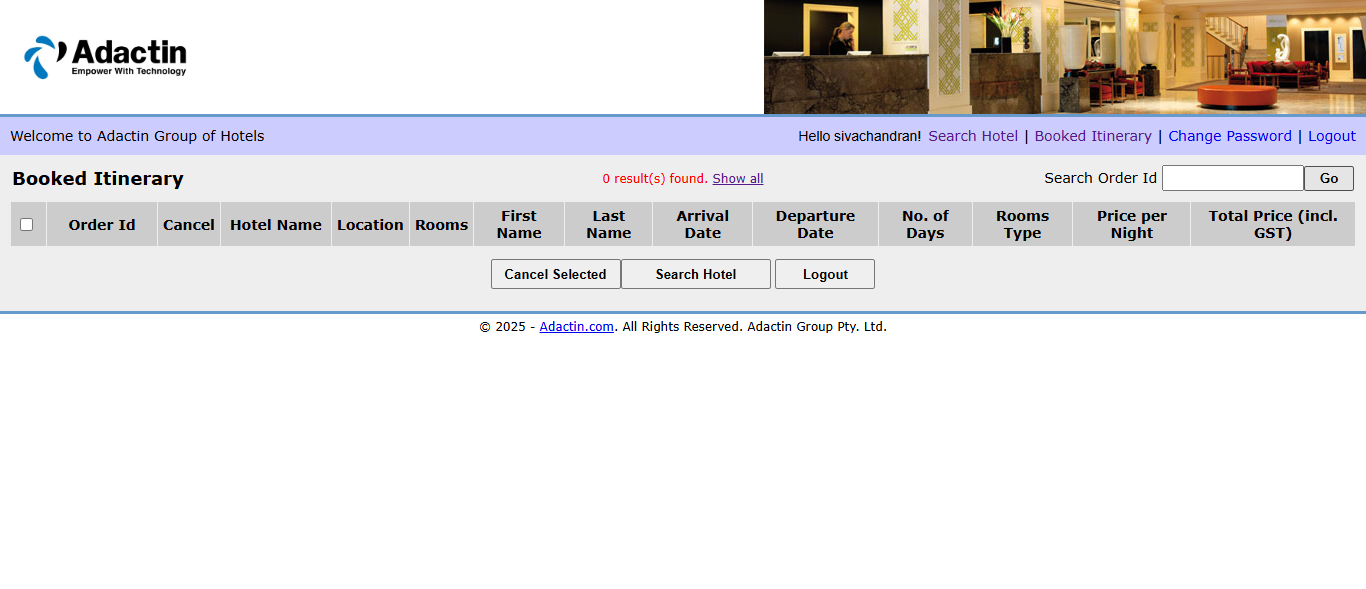 Adactin
Empower With Technology
Welcome to Adactin Group of Hotels
Hello sivachandran! Search Hotel | Booked Itinerary | Change Password | Logout
Booked Itinerary
0 result(s) found. Show all
Search Order Id
Go
Order Id
Cancel
Hotel Name
Location
Rooms
First
Name
Last
Name
Arrival
Date
Departure
Date
No. of
Days
Rooms
Type
Price per
Night
Total Price (incl.
GST)
Cancel Selected
Search Hotel
Logout
© 2025 - Adactin.com. All Rights Reserved. Adactin Group Pty. Ltd.